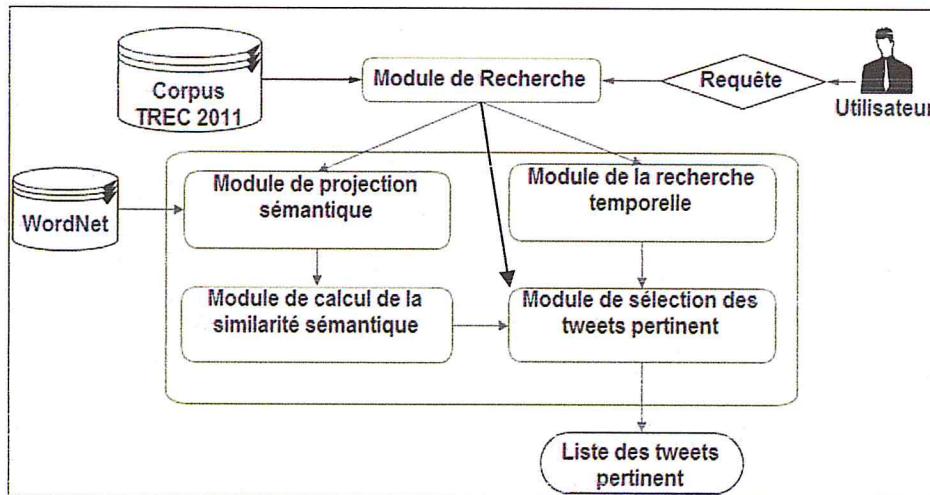 Corpus
TREC 2011
Module de Recherche
Requête
Utilisateur
WordNet
Module de projection
sémantique
Module de la recherche
temporelle
Module de calcul de la
similarité sémantique
Module de sélection des
tweets pertinent
Liste des tweets
pertinent